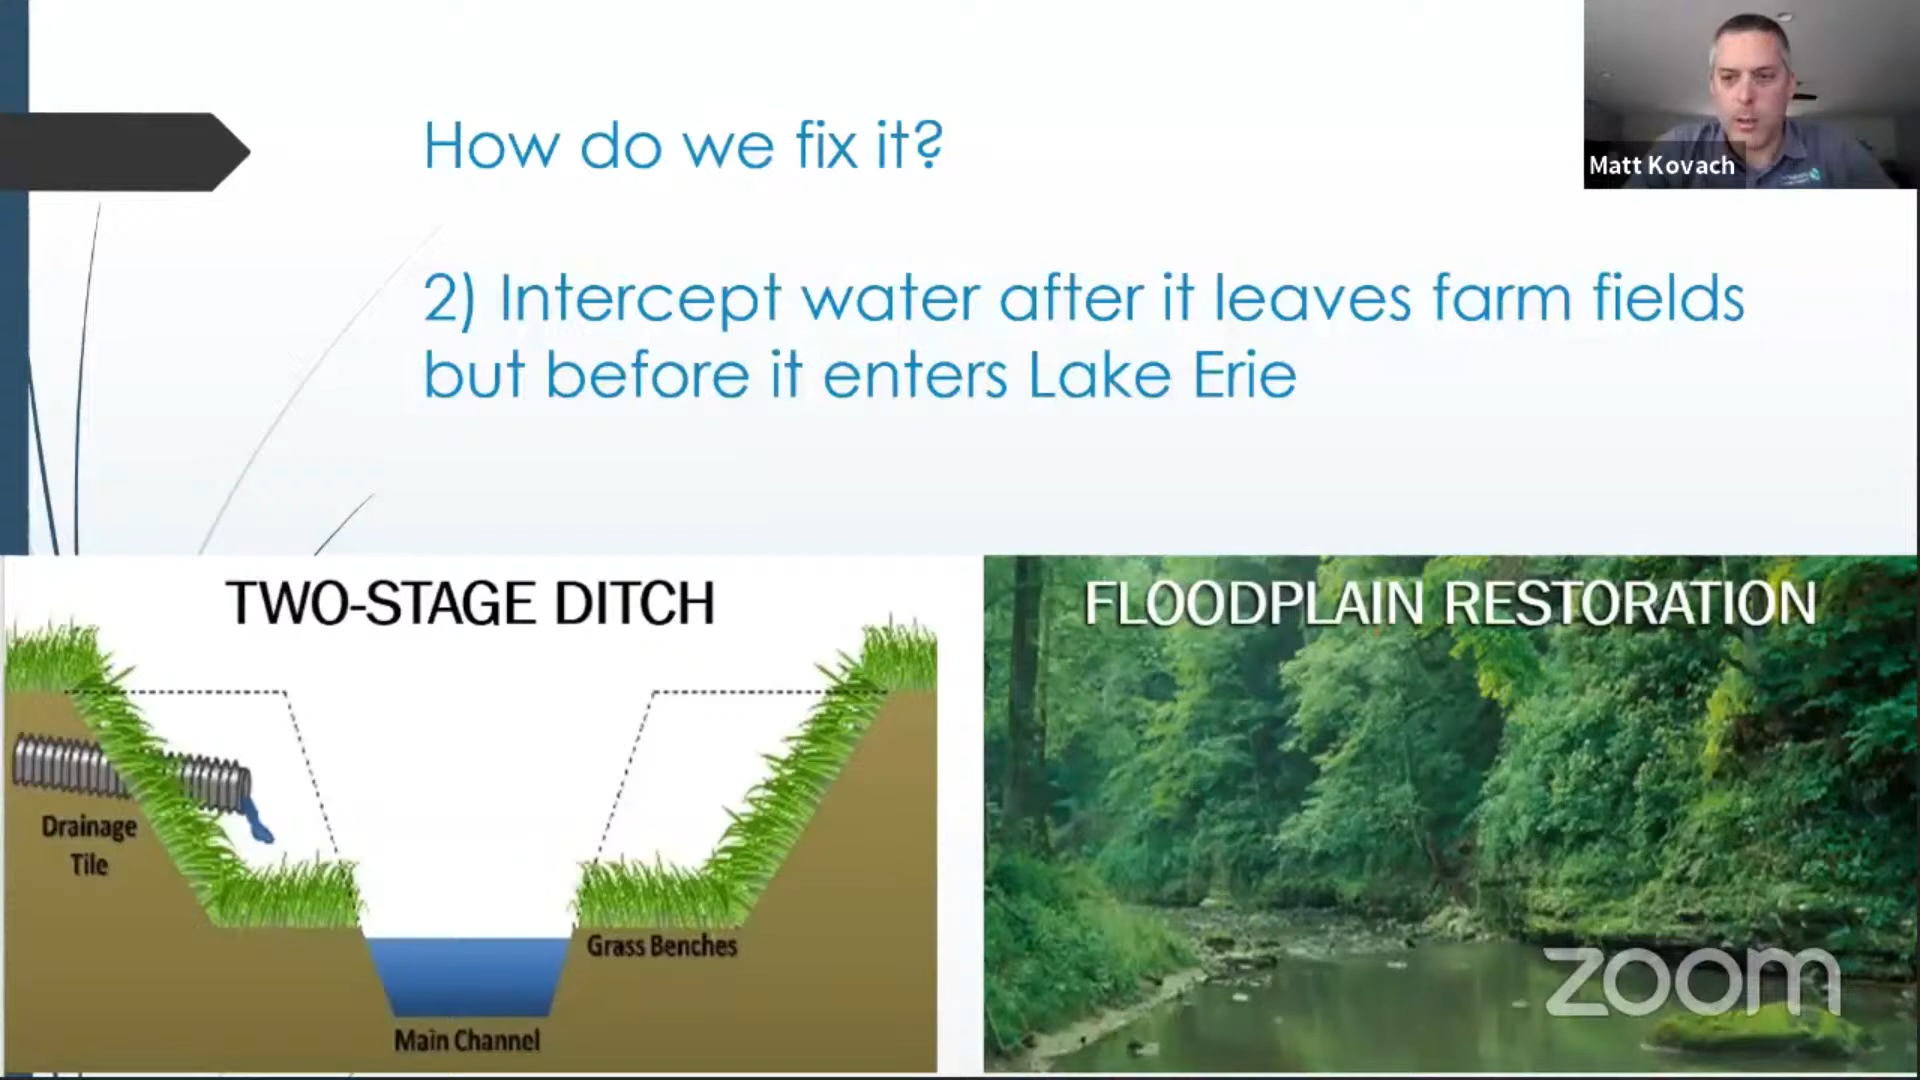 How do we fix it?
Matt Kovach
2) Intercept water after it leaves farm fields
but before it enters Lake Erie
TWO-STAGE DITCH
FLOODPLAIN RESTORATION
Drainage
Tile
Grass Benches
Main Channel
zoom